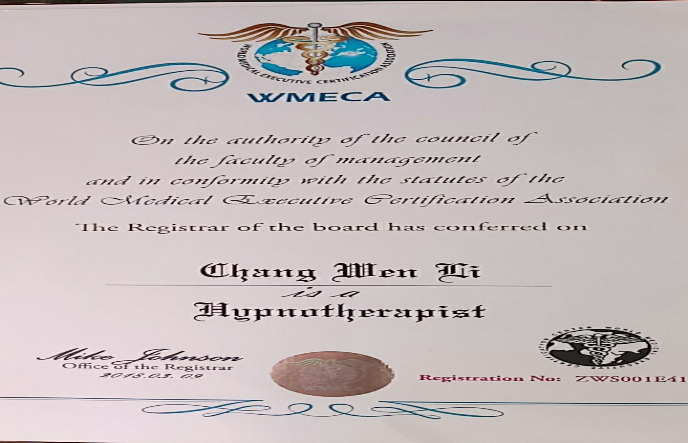 WORLD MEDICAL EXECUTIVE CERTIFICATION ASSOCIATION
WMECA
On the authority of the council of
the faculty of management
and in conformity with the statutes of the
World Medical Executive Certification Association
The Registrar of the board has conferred on
Chang Wen Li
is a
Hypnotherapist
Mike Johnson
Office of the Registrar
2018.03.09
Registration No: ZWS001E41